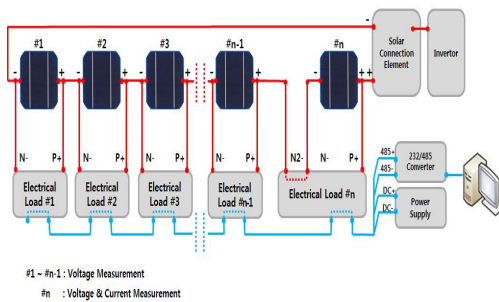 -
#1 #2 #3 #n-1 #n
- + - + - + - + - - + +
Solar
Connection
Element
Invertor
N- P+ N- P+ N- P+ N- P+ N2- N- P+
Electrical
Load #1
Electrical
Load #2
Electrical
Load #3
Electrical
Load #n-1
Electrical Load #n
485+
485-
DC+
DC-
232/485
Converter
Power
Supply
#1 ~ #n-1 : Voltage Measurement
#n : Voltage & Current Measurement